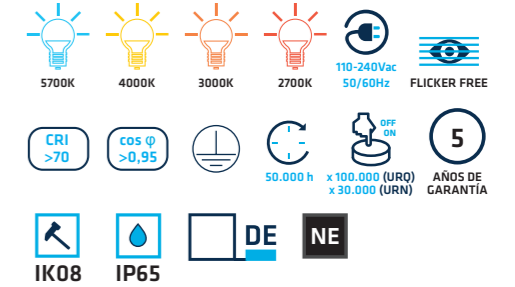 5700K
4000K
3000K
2700K
110-240Vac
50/60Hz
FLICKER FREE
CRI
>70
cos φ
>0,95
50.000 h
OFF
ON
x 100.000 (URQ)
x 30.000 (URN)
5
AÑOS DE
GARANTÍA
IK08
IP65
DE
NE